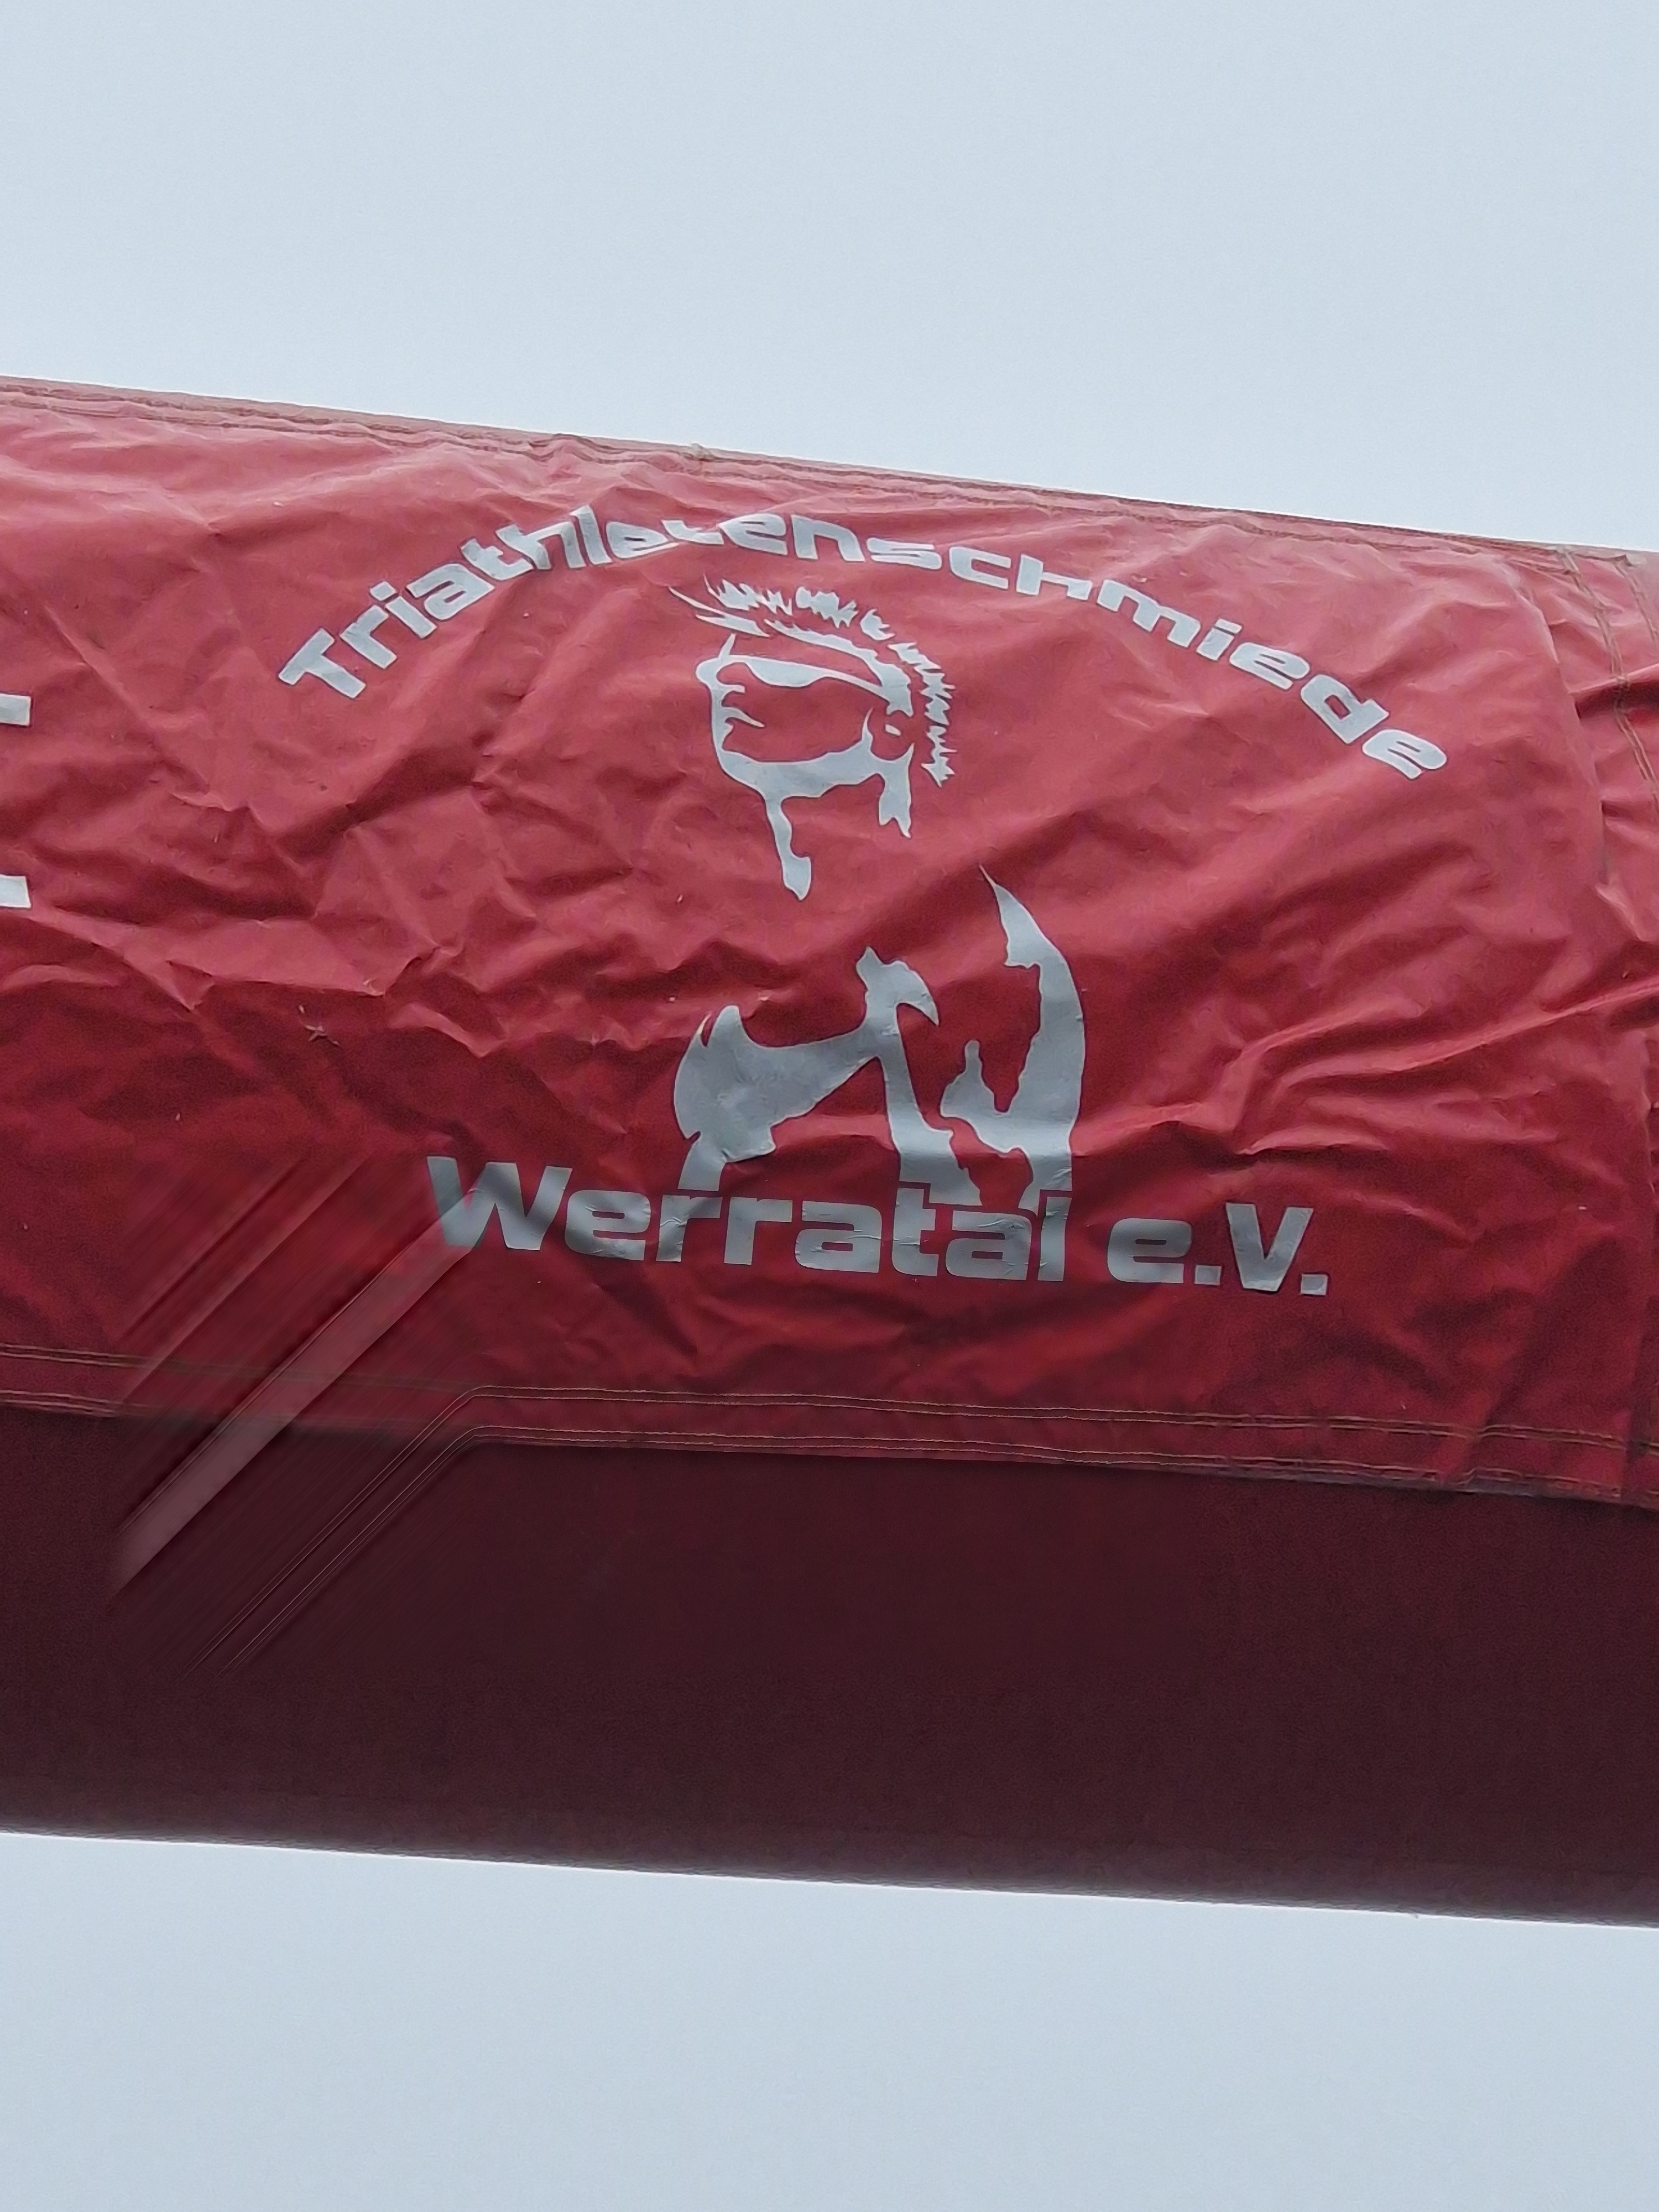 Triathletenschmiede
Werratal e.V.